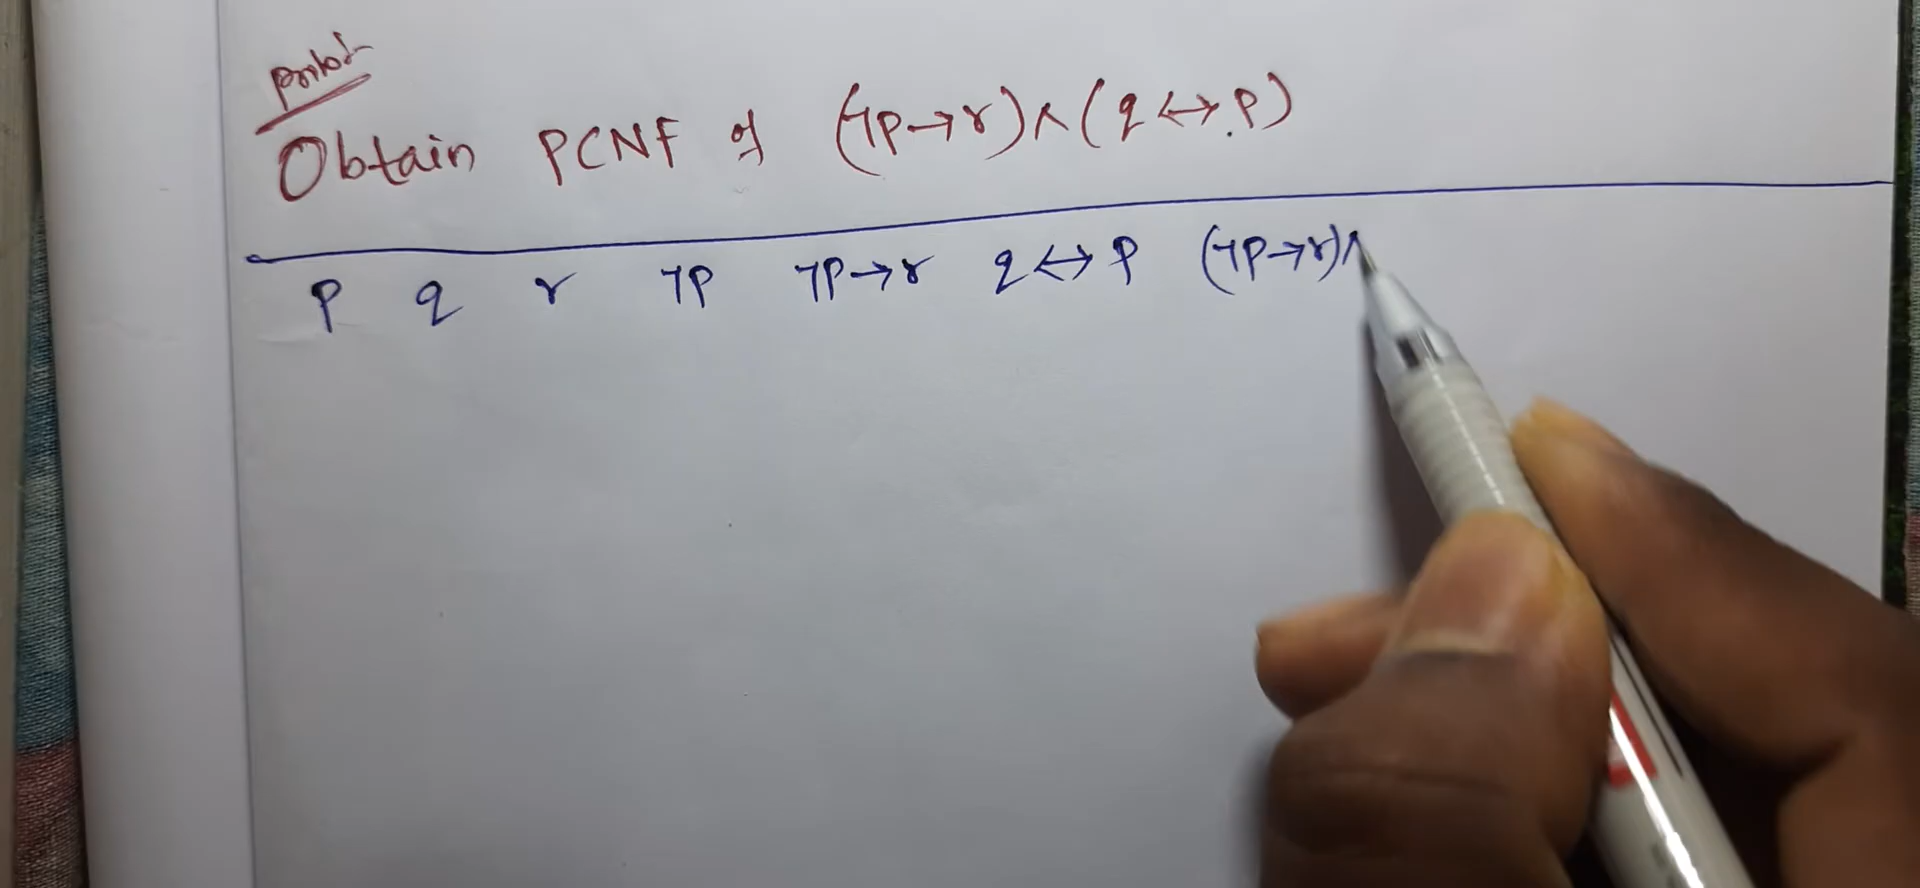 Obtain PCNF of (¬p→r)∧(q↔p)
p q r ¬p ¬p→r q↔p (¬p→r)∧